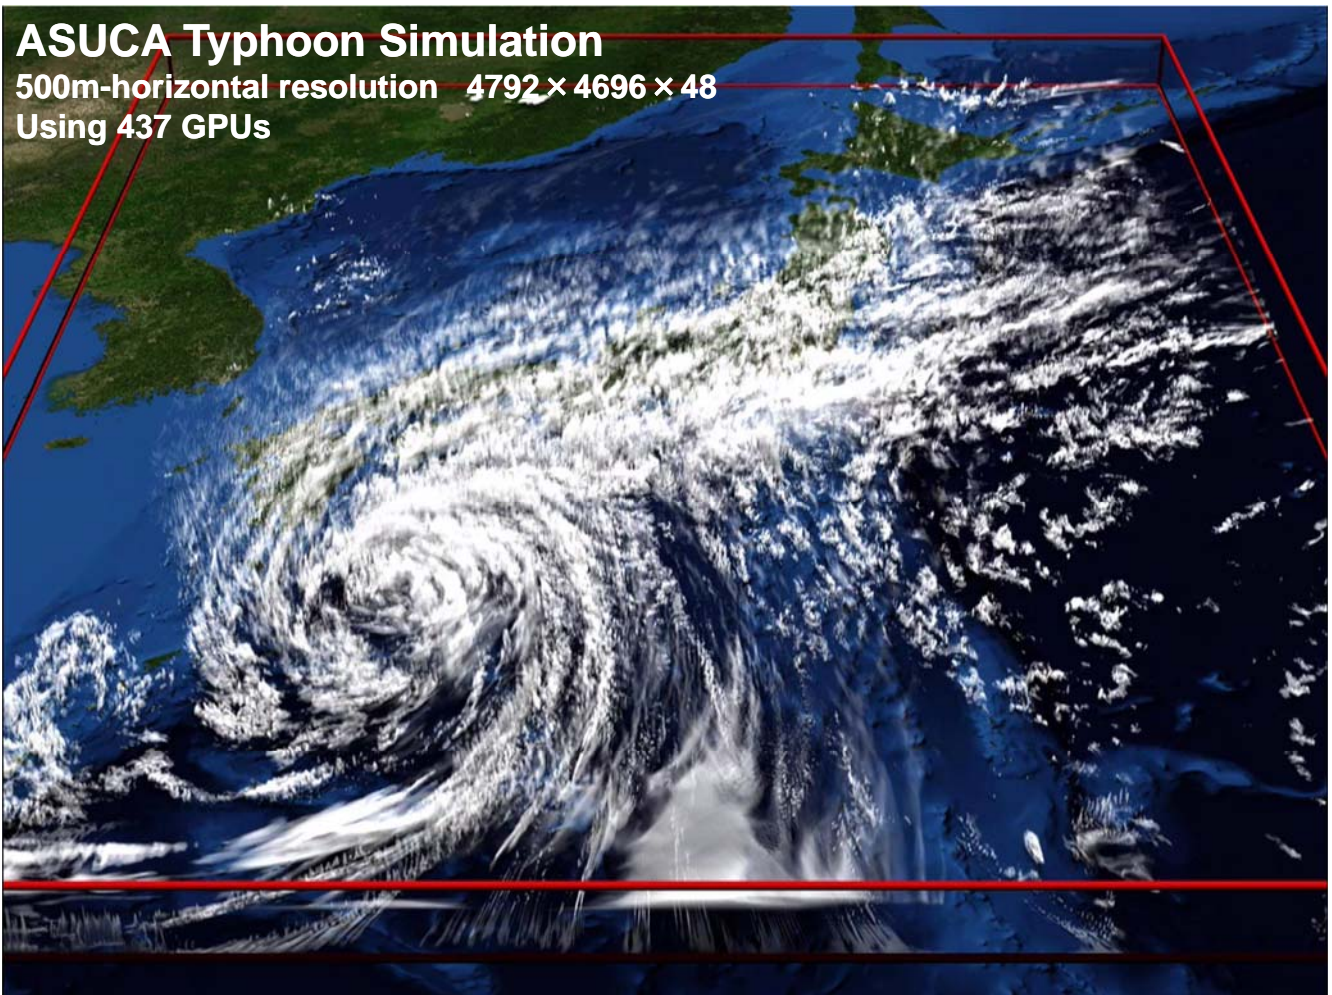 ASUCA Typhoon Simulation
500m-horizontal resolution 4792×4696×48
Using 437 GPUs